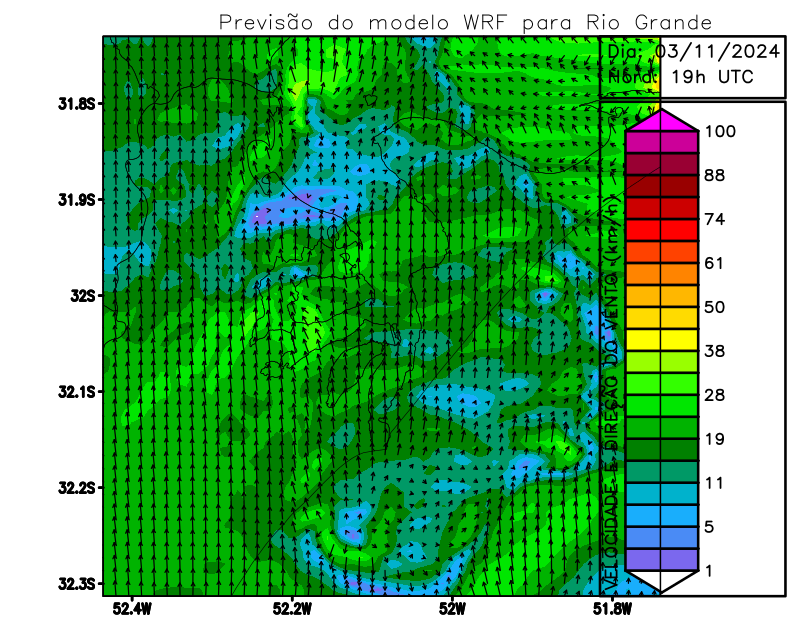 Previsão do modelo WRF para Rio Grande
Dia: 03/11/2024
Hora: 19h UTC
31.8S
31.9S
32S
32.1S
32.2S
32.3S
52.4W
52.2W
52W
51.8W
VELOCIDADE E DIREÇÃO DO VENTO (km/h)
100
88
74
61
50
38
28
19
11
5
1